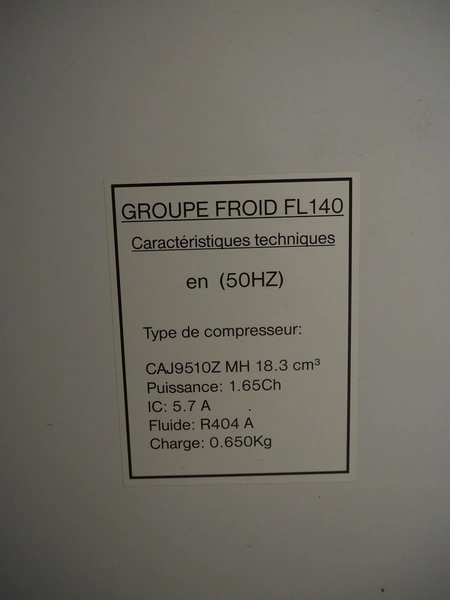 GROUPE FROID FL140
Caractéristiques techniques
en (50HZ)
Type de compresseur:
CAJ9510Z MH 18.3 cm³
Puissance: 1.65Ch
IC: 5.7 A
Fluide: R404 A
Charge: 0.650Kg